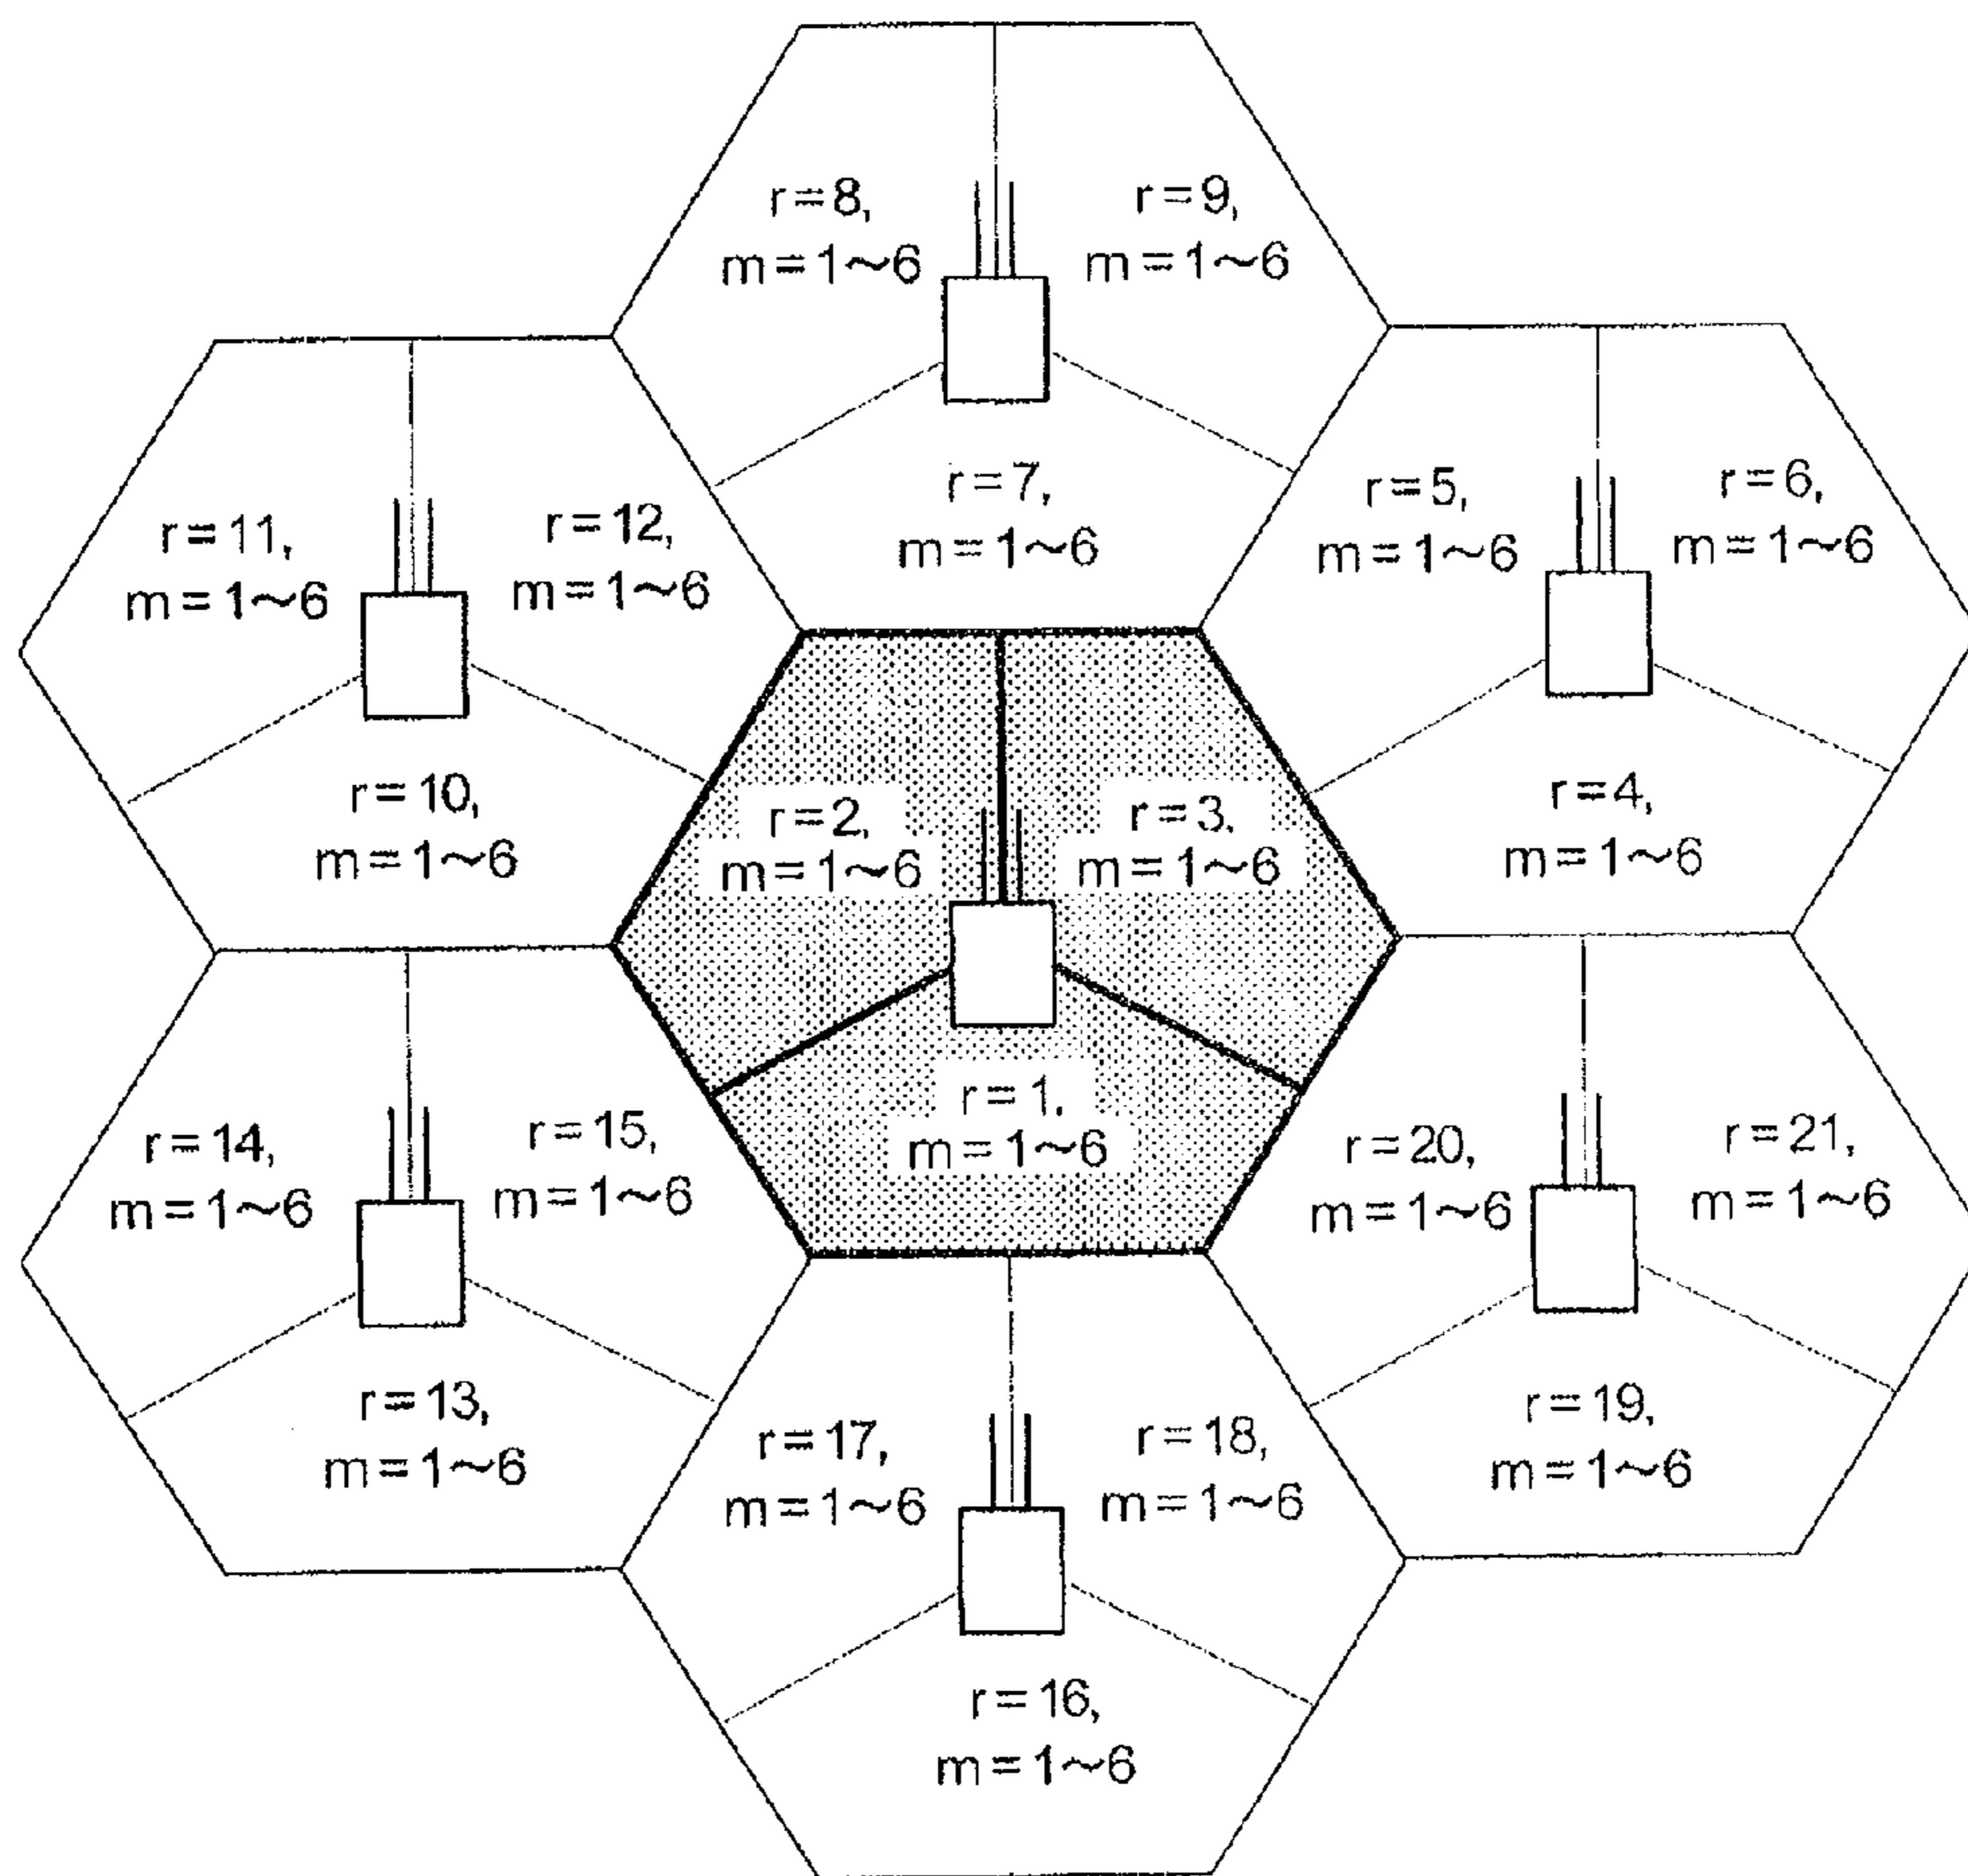 r=8,
m=1~6
r=9,
m=1~6
r=7,
m=1~6
r=11,
m=1~6
r=12,
m=1~6
r=10,
m=1~6
r=5,
m=1~6
r=6,
m=1~6
r=4,
m=1~6
r=2,
m=1~6
r=3,
m=1~6
r=1,
m=1~6
r=14,
m=1~6
r=15,
m=1~6
r=13,
m=1~6
r=20,
m=1~6
r=21,
m=1~6
r=19,
m=1~6
r=17,
m=1~6
r=18,
m=1~6
r=16,
m=1~6